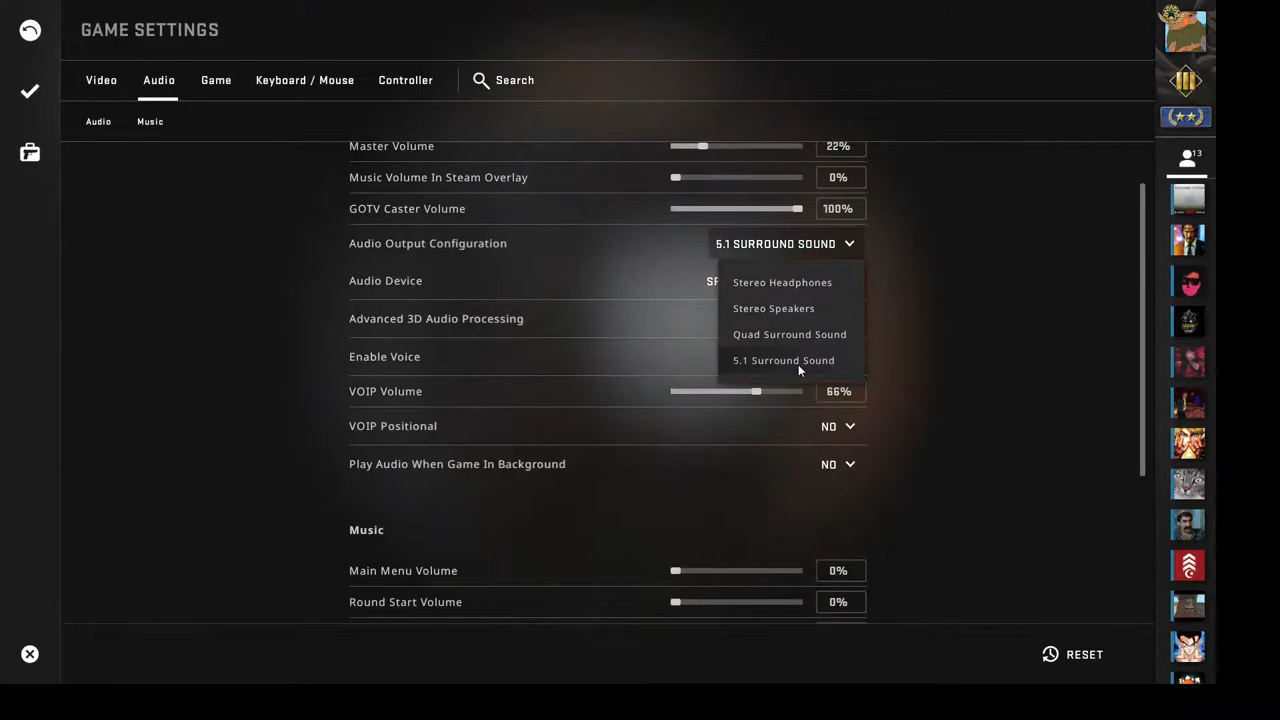 GAME SETTINGS
Video Audio Game Keyboard / Mouse Controller Search
Audio Music
Master Volume 22%
Music Volume In Steam Overlay 0%
GOTV Caster Volume 100%
Audio Output Configuration 5.1 SURROUND SOUND
Stereo Headphones
Stereo Speakers
Quad Surround Sound
5.1 Surround Sound
Audio Device
Advanced 3D Audio Processing
Enable Voice
VOIP Volume 66%
VOIP Positional NO
Play Audio When Game In Background NO
Music
Main Menu Volume 0%
Round Start Volume 0%
RESET
13